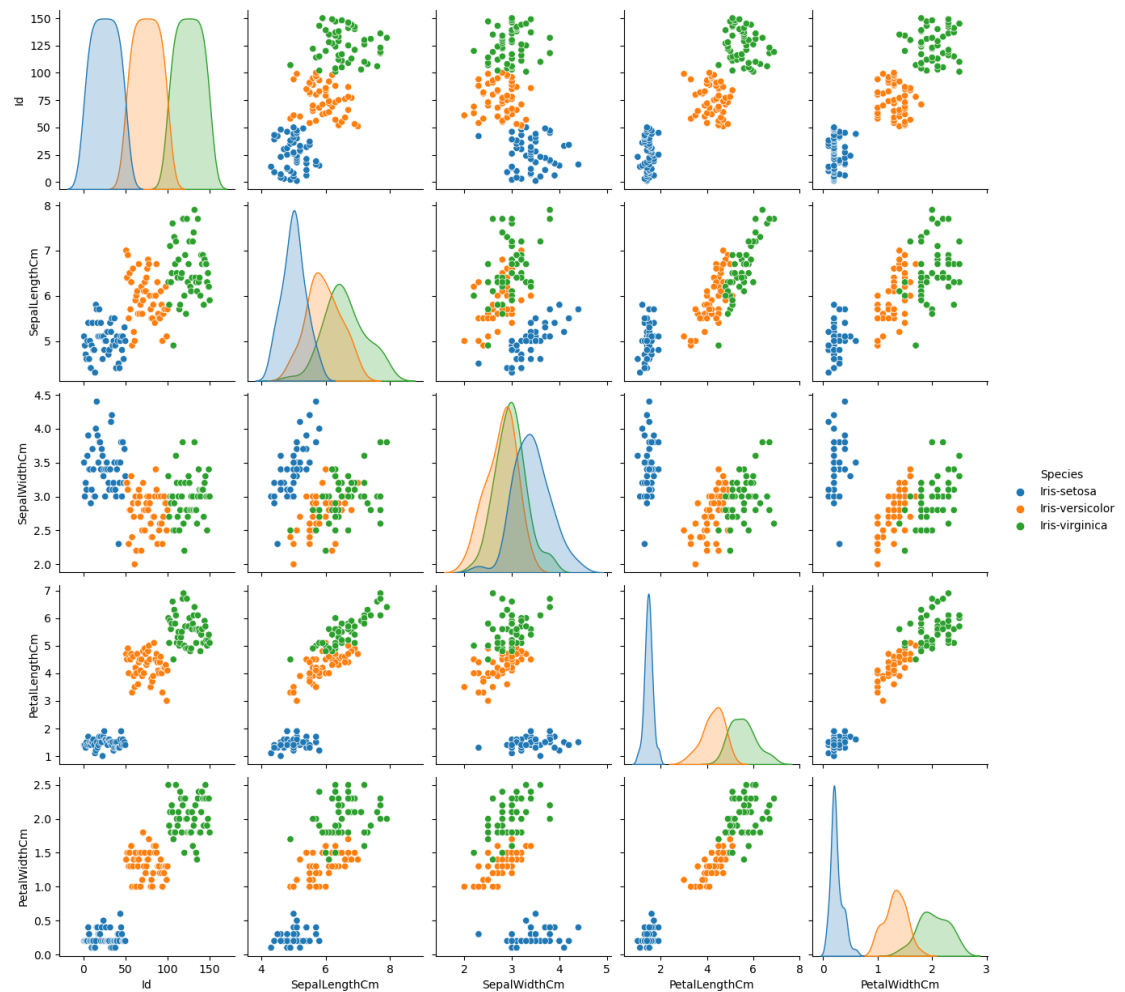 Id
150
125
100
75
50
25
0
SepalLengthCm
8
7
6
5
SepalWidthCm
4.5
4.0
3.5
3.0
2.5
2.0
PetalLengthCm
7
6
5
4
3
2
1
PetalWidthCm
2.5
2.0
1.5
1.0
0.5
0.0
0 50 100 150
Id
4 6 8
SepalLengthCm
2 3 4 5
SepalWidthCm
2 4 6 8
PetalLengthCm
0 1 2 3
PetalWidthCm
Species
Iris-setosa
Iris-versicolor
Iris-virginica